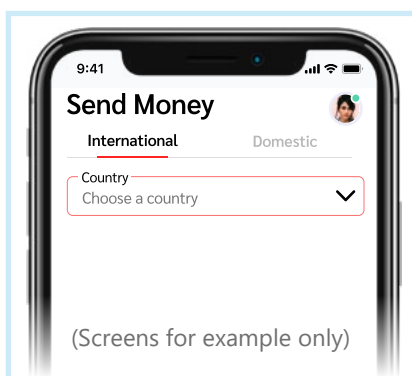 9:41
Send Money
International Domestic
Country
Choose a country
(Screens for example only)